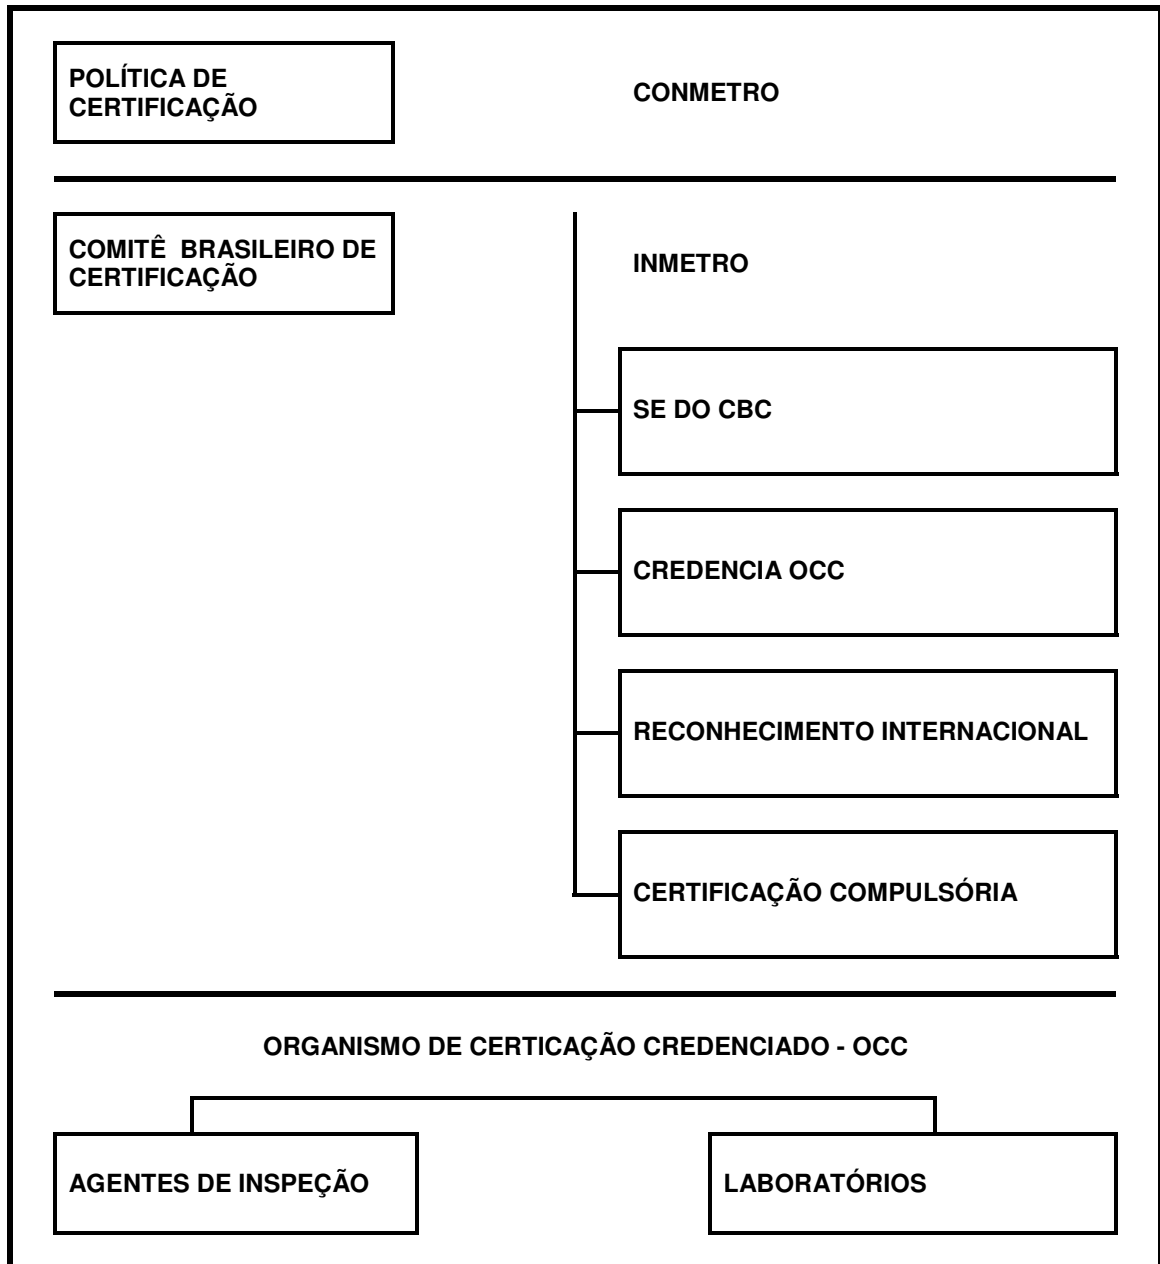 POLÍTICA DE
CERTIFICAÇÃO
CONMETRO
COMITÊ BRASILEIRO DE
CERTIFICAÇÃO
INMETRO
SE DO CBC
CREDENCIA OCC
RECONHECIMENTO INTERNACIONAL
CERTIFICAÇÃO COMPULSÓRIA
ORGANISMO DE CERTICAÇÃO CREDENCIADO - OCC
AGENTES DE INSPEÇÃO
LABORATÓRIOS